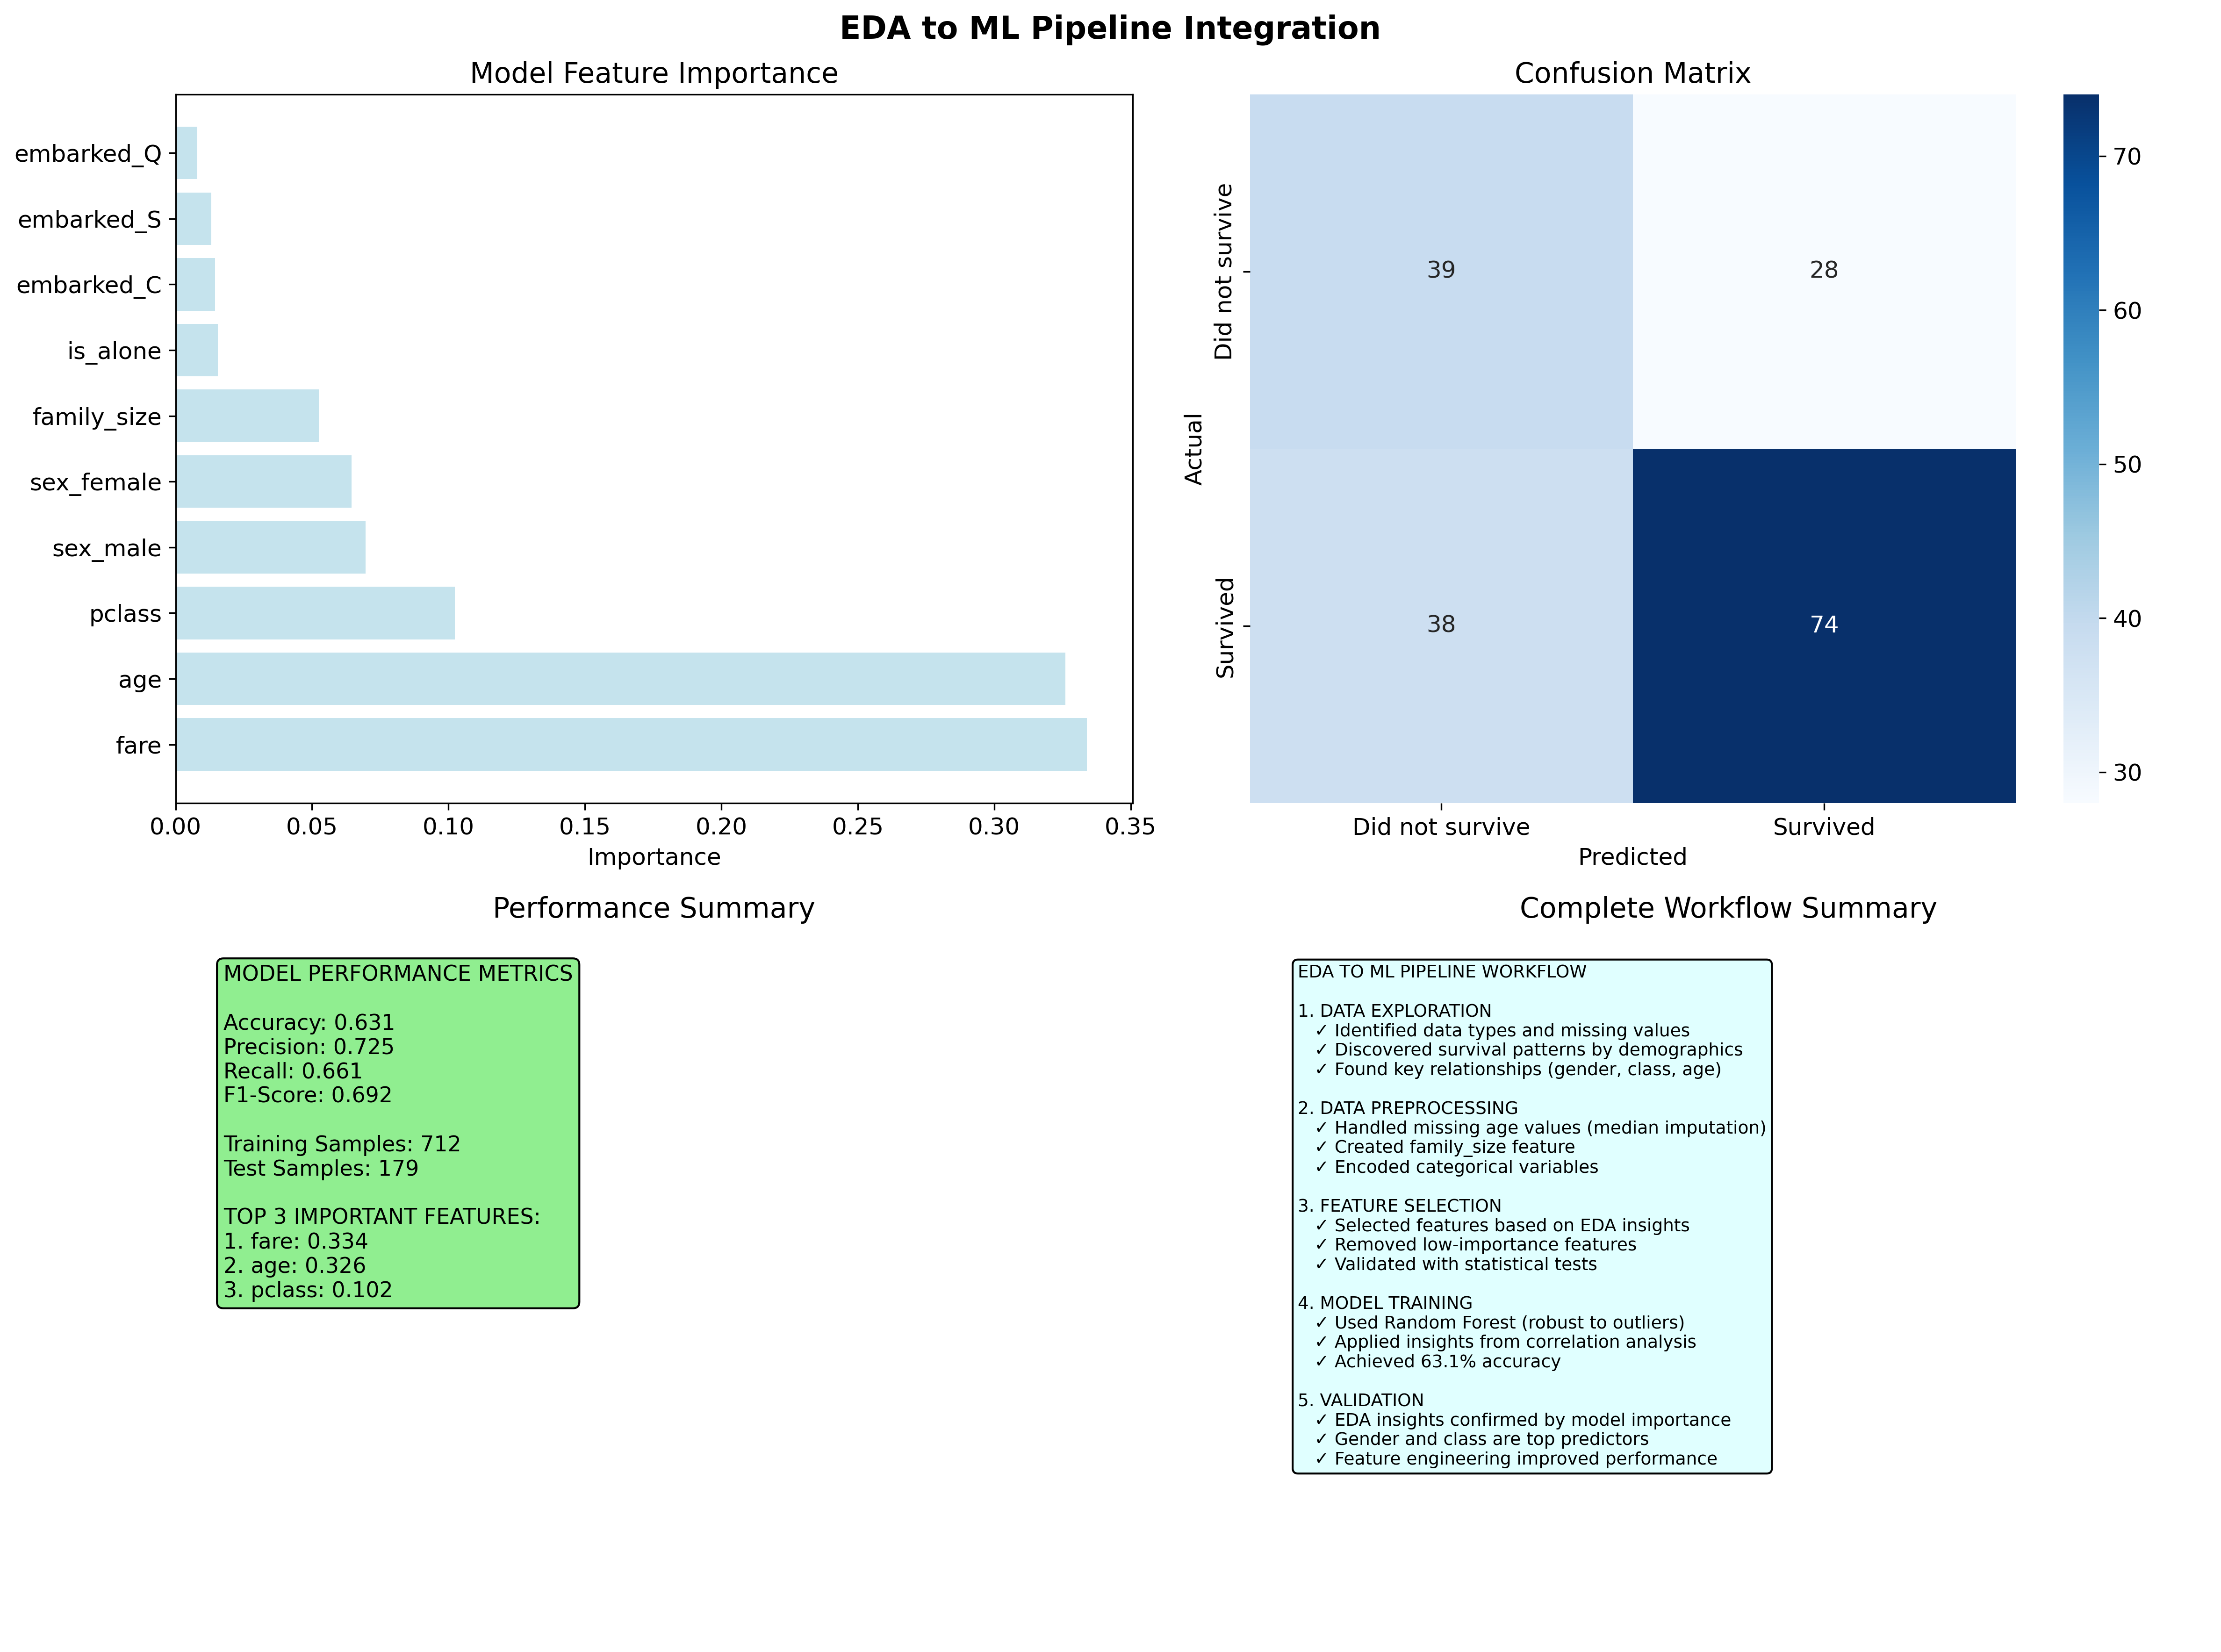 EDA to ML Pipeline Integration
Model Feature Importance
embarked_Q
embarked_S
embarked_C
is_alone
family_size
sex_female
sex_male
pclass
age
fare
0.00 0.05 0.10 0.15 0.20 0.25 0.30 0.35
Importance
Confusion Matrix
Actual
Did not survive
Survived
39 28
38 74
Did not survive Survived
Predicted
70
60
50
40
30
Performance Summary
MODEL PERFORMANCE METRICS
Accuracy: 0.631
Precision: 0.725
Recall: 0.661
F1-Score: 0.692
Training Samples: 712
Test Samples: 179
TOP 3 IMPORTANT FEATURES:
1. fare: 0.334
2. age: 0.326
3. pclass: 0.102
Complete Workflow Summary
EDA TO ML PIPELINE WORKFLOW
1. DATA EXPLORATION
✓ Identified data types and missing values
✓ Discovered survival patterns by demographics
✓ Found key relationships (gender, class, age)
2. DATA PREPROCESSING
✓ Handled missing age values (median imputation)
✓ Created family_size feature
✓ Encoded categorical variables
3. FEATURE SELECTION
✓ Selected features based on EDA insights
✓ Removed low-importance features
✓ Validated with statistical tests
4. MODEL TRAINING
✓ Used Random Forest (robust to outliers)
✓ Applied insights from correlation analysis
✓ Achieved 63.1% accuracy
5. VALIDATION
✓ EDA insights confirmed by model importance
✓ Gender and class are top predictors
✓ Feature engineering improved performance